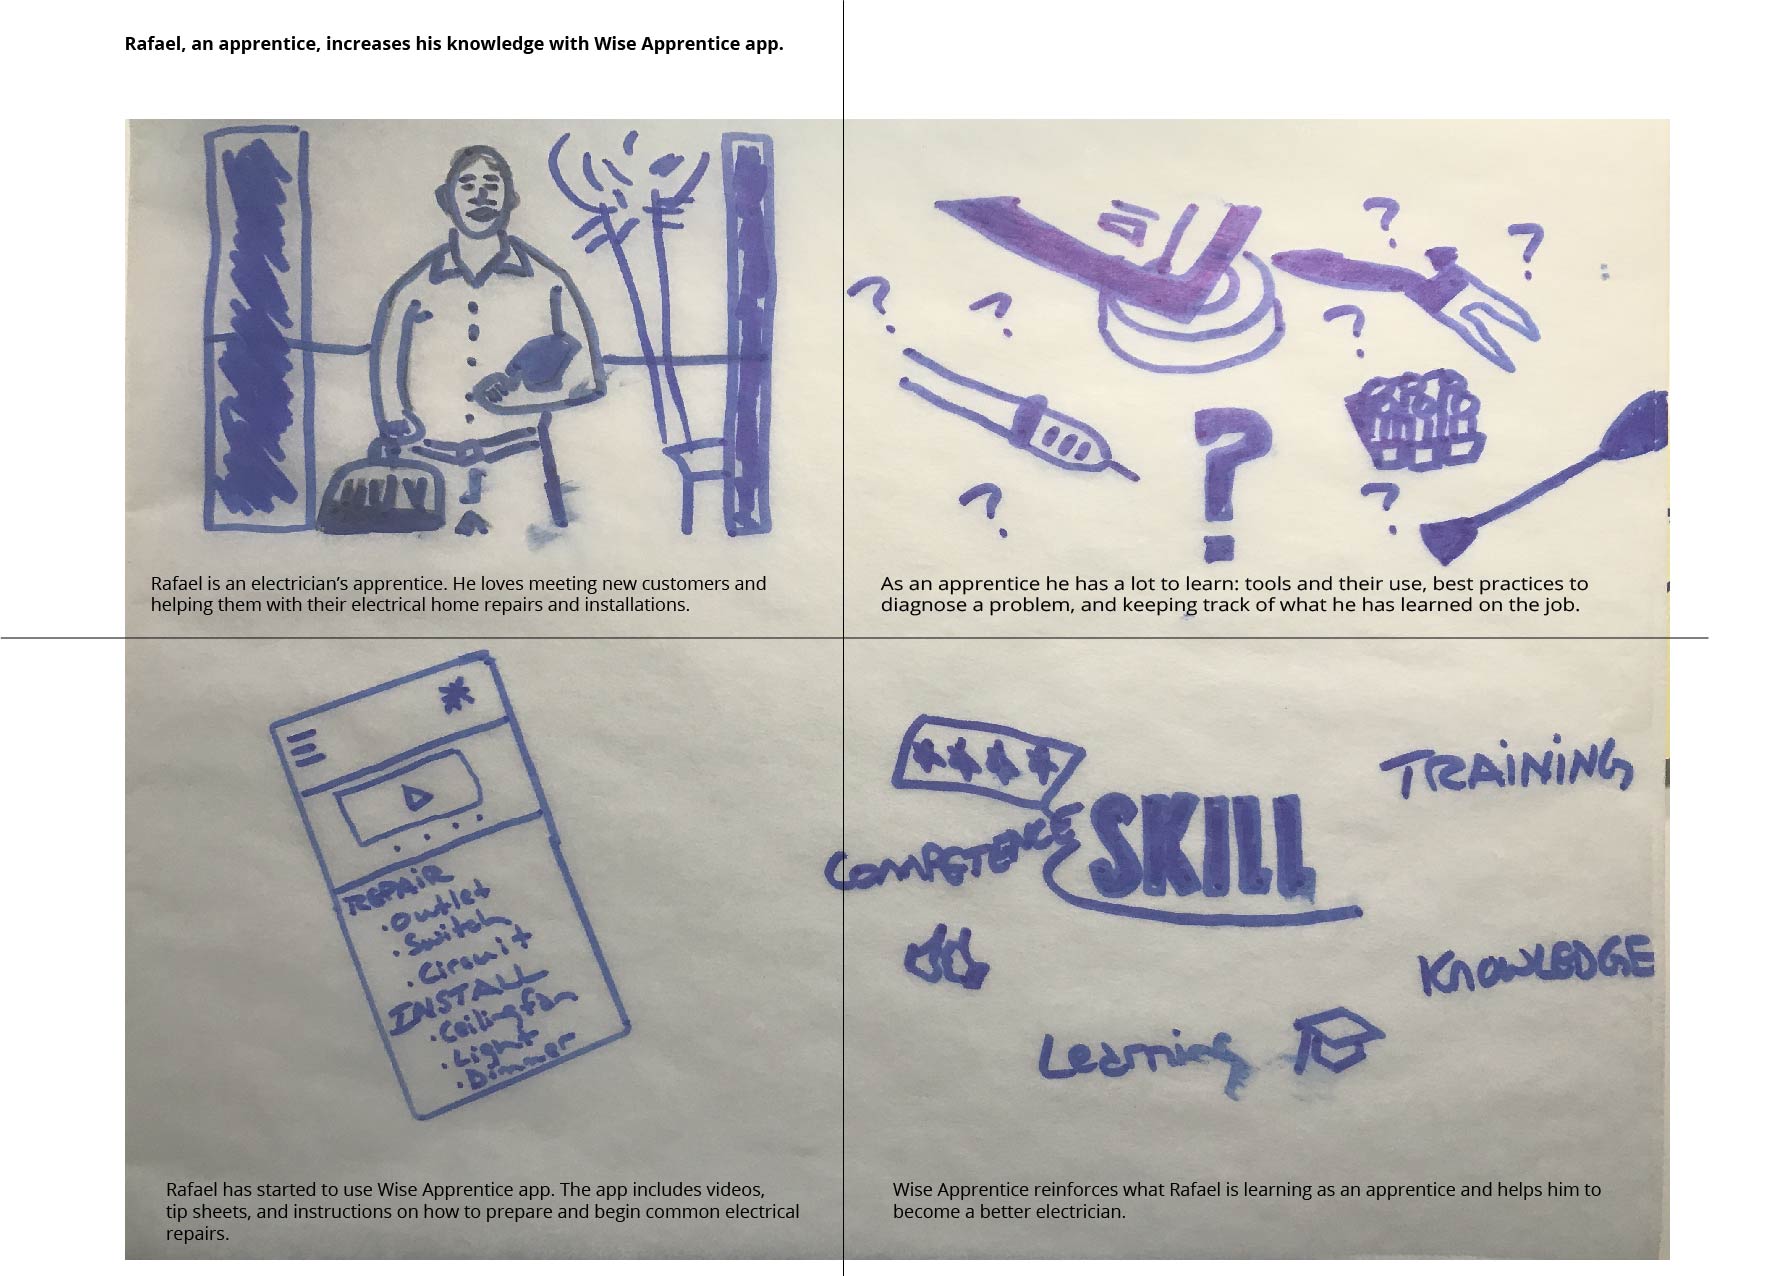 Rafael, an apprentice, increases his knowledge with Wise Apprentice app.
Rafael is an electrician’s apprentice. He loves meeting new customers and
helping them with their electrical home repairs and installations.
? ? ? ? ? ? ? ?
As an apprentice he has a lot to learn: tools and their use, best practices to
diagnose a problem, and keeping track of what he has learned on the job.
REPAIR
·Outlet
·Switch
·Circuit
INSTALL
·Ceiling fan
·Light
·Dimmer
Rafael has started to use Wise Apprentice app. The app includes videos,
tip sheets, and instructions on how to prepare and begin common electrical
repairs.
TRAINING
SKILL
COMPETENCE
KNOWLEDGE
Learning
Wise Apprentice reinforces what Rafael is learning as an apprentice and helps him to
become a better electrician.